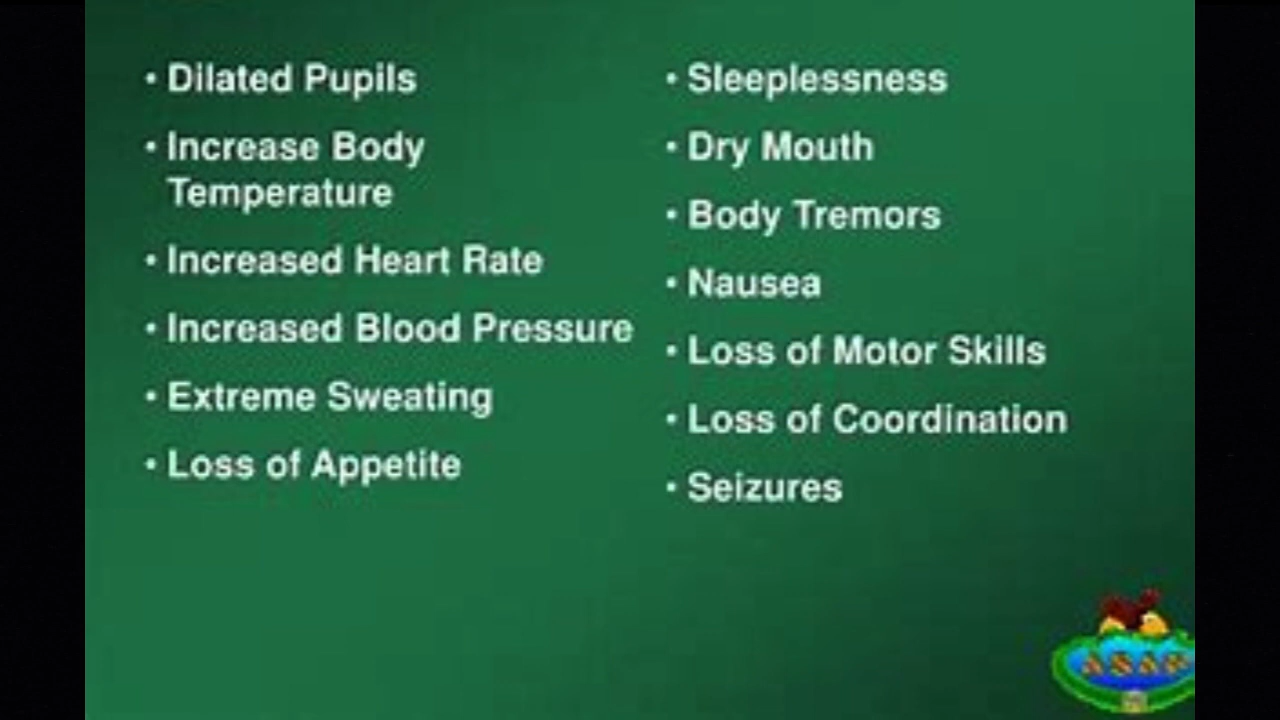 • Dilated Pupils
• Increase Body
Temperature
• Increased Heart Rate
• Increased Blood Pressure
• Extreme Sweating
• Loss of Appetite
• Sleeplessness
• Dry Mouth
• Body Tremors
• Nausea
• Loss of Motor Skills
• Loss of Coordination
• Seizures